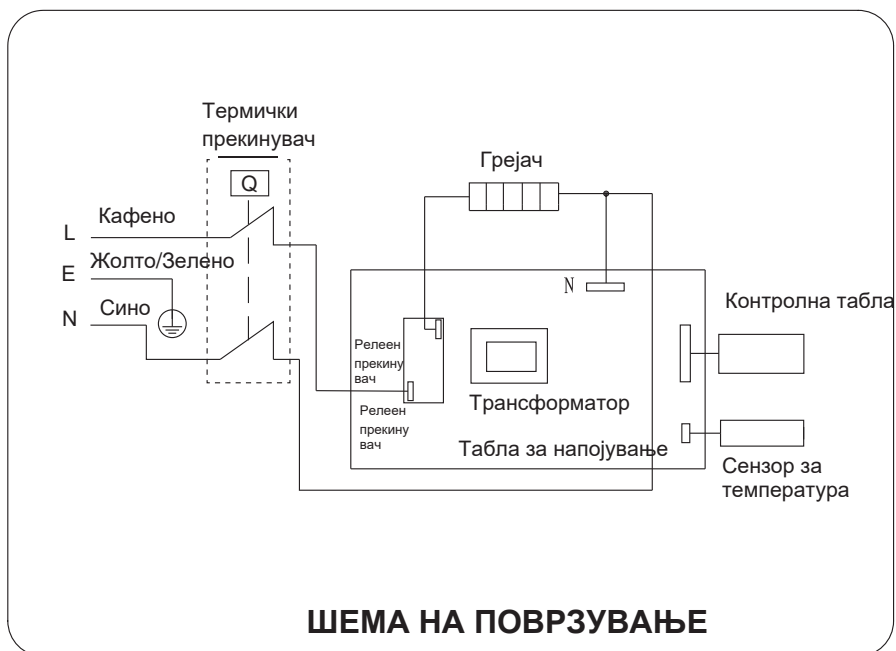 Термички
прекинувач
Q
Грејач
L
Кафено
E
Жолто/Зелено
N
Сино
N
Контролна табла
Релеен
прекину
вач
Релеен
прекину
вач
Трансформатор
Табла за напојување
Сензор за
температура
ШЕМА НА ПОВРЗУВАЊЕ